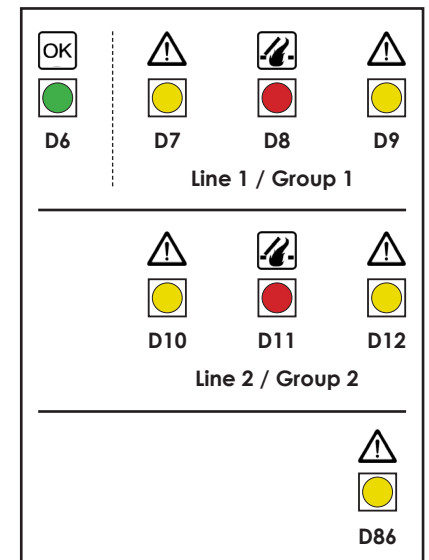 OK
D6 D7 D8 D9
Line 1 / Group 1
D10 D11 D12
Line 2 / Group 2
D86